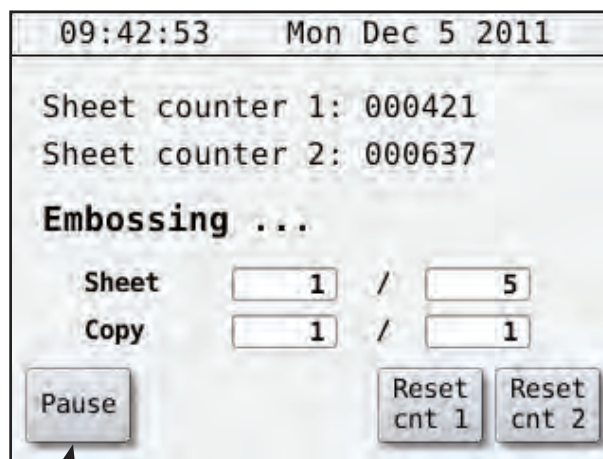 09:42:53 Mon Dec 5 2011
Sheet counter 1: 000421
Sheet counter 2: 000637
Embossing ...
Sheet 1 / 5
Copy 1 / 1
Pause Reset cnt 1 Reset cnt 2